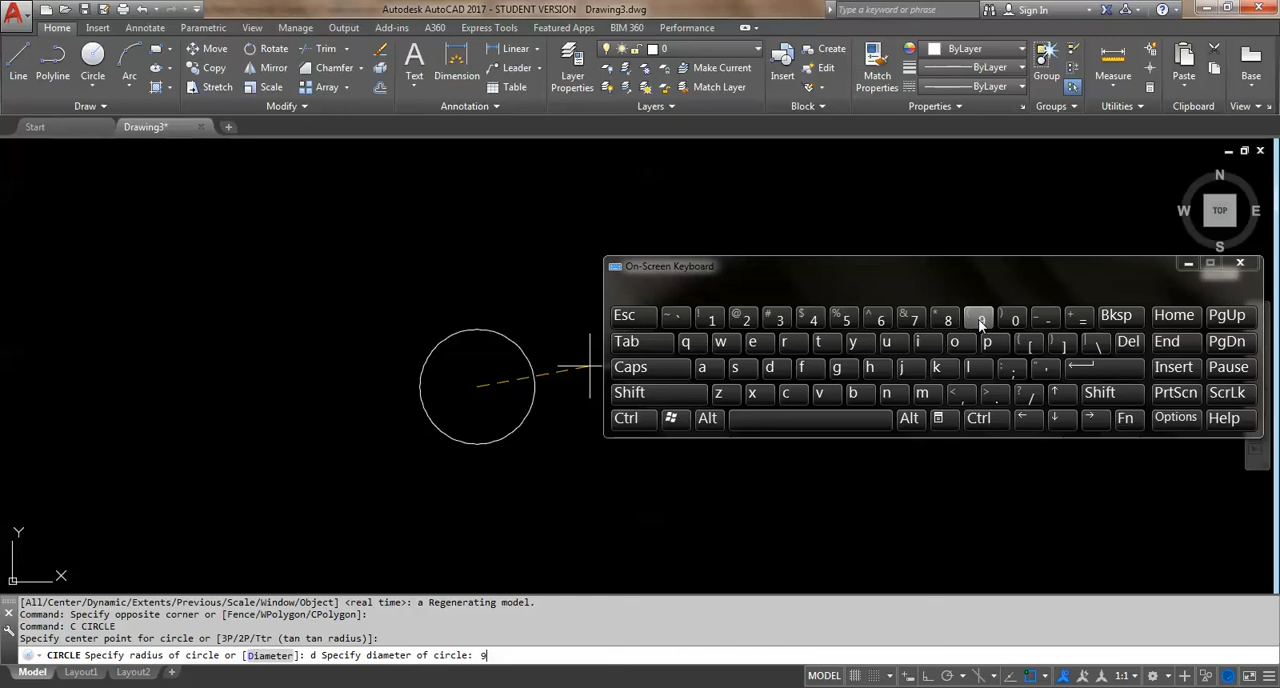 Autodesk AutoCAD 2017 - STUDENT VERSION Drawing3.dwg
Type a keyword or phrase
Sign In
Home Insert Annotate Parametric View Manage Output Add-ins A360 Express Tools Featured Apps BIM 360 Performance
Line Polyline Circle Arc
Move Rotate Trim
Copy Mirror Chamfer
Stretch Scale Array
Text Dimension
Linear
Leader
Table
Layer Properties
0
Make Current
Match Layer
Insert
Create
Edit
Match Properties
ByLayer
ByLayer
ByLayer
Group
Measure
Paste
Base
Draw Modify Annotation Layers Block Properties Groups Utilities Clipboard View
Start Drawing3*
N
W TOP E
S
On-Screen Keyboard
Esc ~ ` ! 1 @ 2 # 3 $ 4 % 5 ^ 6 & 7 * 8 ( 9 ) 0 _ - + = Bksp Home PgUp
Tab q w e r t y u i o p { [ } ] | \ Del End PgDn
Caps a s d f g h j k l : ; " ' Insert Pause
Shift z x c v b n m < , > . ? / Shift PrtScn ScrLk
Ctrl Alt Alt Ctrl Fn Options Help
Y
X
[All/Center/Dynamic/Extents/Previous/Scale/Window/Object] <real time>: a Regenerating model.
Command: Specify opposite corner or [Fence/WPolygon/CPolygon]:
Command: C CIRCLE
Specify center point for circle or [3P/2P/Ttr (tan tan radius)]:
CIRCLE Specify radius of circle or [Diameter]: d Specify diameter of circle: 9
Model Layout1 Layout2 +
MODEL 1:1